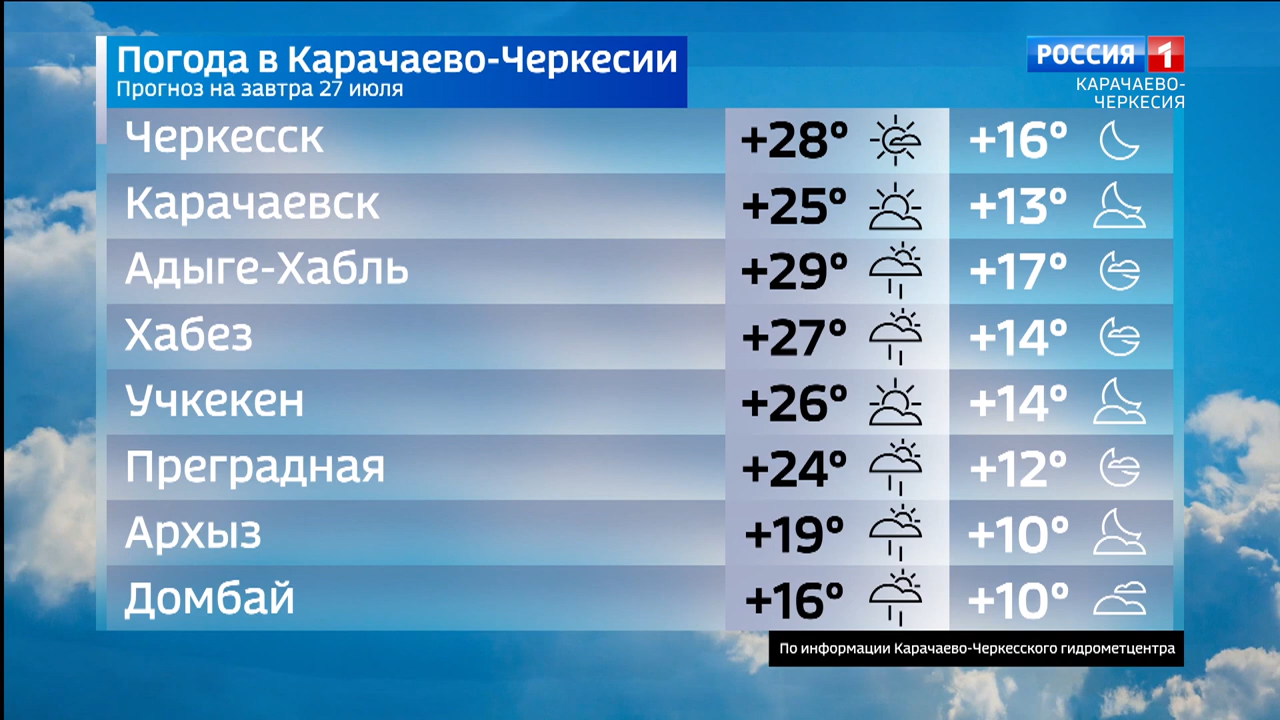 Погода в Карачаево-Черкесии
Прогноз на завтра 27 июля
РОССИЯ 1
КАРАЧАЕВО-
ЧЕРКЕСИЯ
Черкесск +28° +16°
Карачаевск +25° +13°
Адыге-Хабль +29° +17°
Хабез +27° +14°
Учкекен +26° +14°
Преградная +24° +12°
Архыз +19° +10°
Домбай +16° +10°
По информации Карачаево-Черкесского гидрометцентра